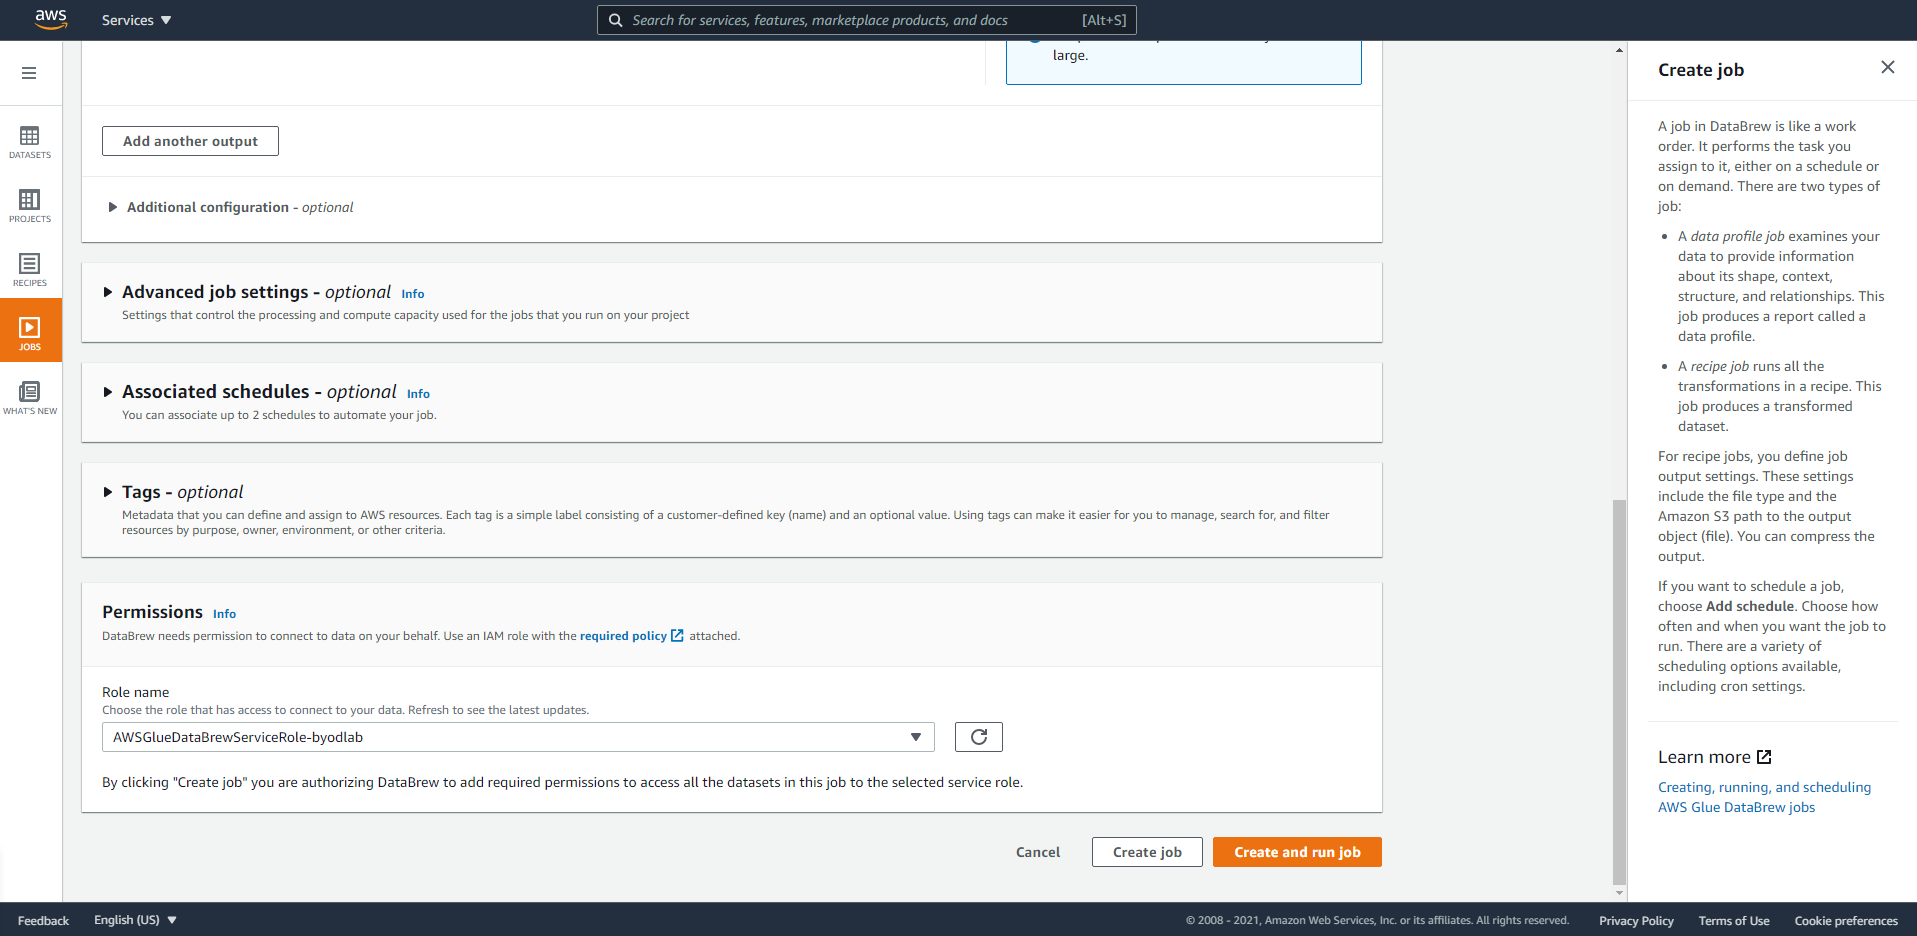 aws
Services
Search for services, features, marketplace products, and docs
[Alt+S]
large.
Add another output
Additional configuration - optional
Advanced job settings - optional Info
Settings that control the processing and compute capacity used for the jobs that you run on your project
Associated schedules - optional Info
You can associate up to 2 schedules to automate your job.
Tags - optional
Metadata that you can define and assign to AWS resources. Each tag is a simple label consisting of a customer-defined key (name) and an optional value. Using tags can make it easier for you to manage, search for, and filter
resources by purpose, owner, environment, or other criteria.
Permissions Info
DataBrew needs permission to connect to data on your behalf. Use an IAM role with the required policy attached.
Role name
Choose the role that has access to connect to your data. Refresh to see the latest updates.
AWSGlueDataBrewServiceRole-byodlab
By clicking "Create job" you are authorizing DataBrew to add required permissions to access all the datasets in this job to the selected service role.
Cancel
Create job
Create and run job
DATASETS
PROJECTS
RECIPES
JOBS
WHAT'S NEW
Create job
A job in DataBrew is like a work
order. It performs the task you
assign to it, either on a schedule or
on demand. There are two types of
job:
• A data profile job examines your
data to provide information
about its shape, context,
structure, and relationships. This
job produces a report called a
data profile.
• A recipe job runs all the
transformations in a recipe. This
job produces a transformed
dataset.
For recipe jobs, you define job
output settings. These settings
include the file type and the
Amazon S3 path to the output
object (file). You can compress the
output.
If you want to schedule a job,
choose Add schedule. Choose how
often and when you want the job to
run. There are a variety of
scheduling options available,
including cron settings.
Learn more
Creating, running, and scheduling
AWS Glue DataBrew jobs
Feedback
English (US)
© 2008 - 2021, Amazon Web Services, Inc. or its affiliates. All rights reserved.
Privacy Policy
Terms of Use
Cookie preferences